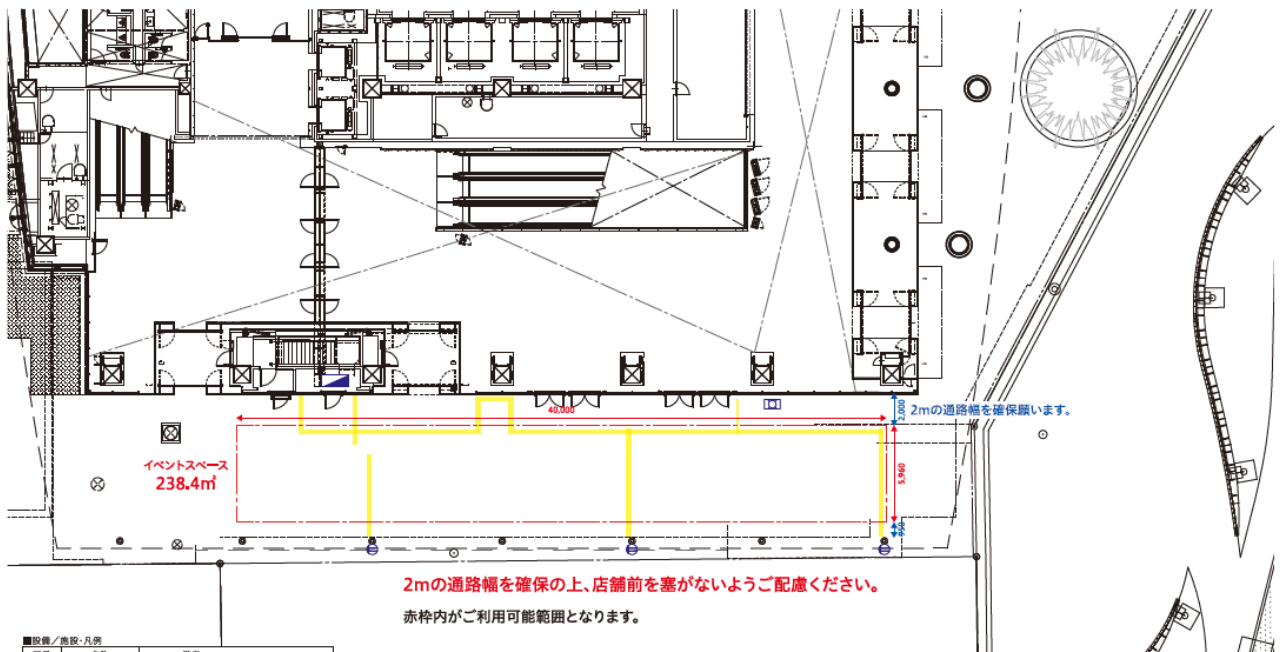 40,000
2,000
2mの通路幅を確保願います。
イベントスペース
238.4㎡
5,960
950
2mの通路幅を確保の上、店舗前を塞がないようご配慮ください。
赤枠内がご利用可能範囲となります。
■設備／施設・凡例